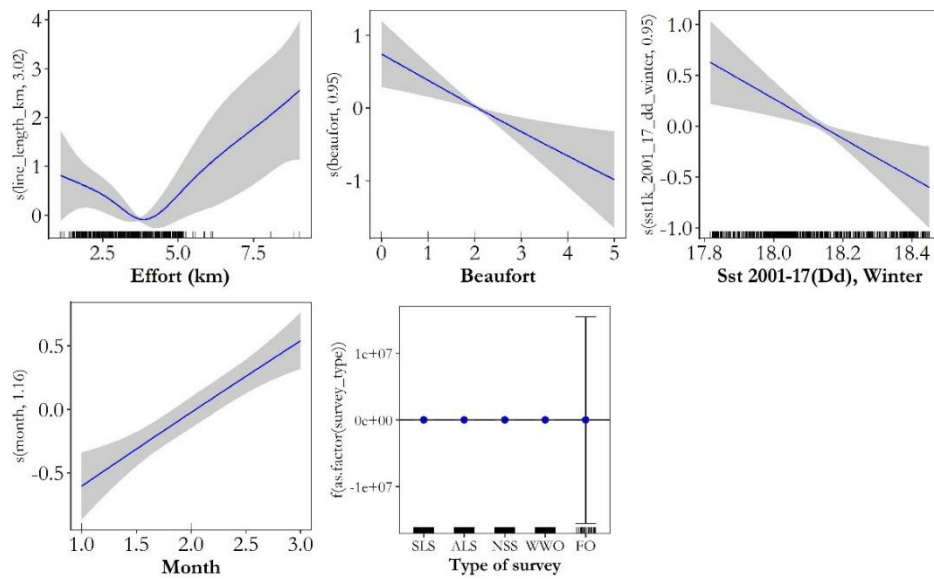 s(line_length_km, 3.02)
4
3
2
1
0
2.5
5.0
7.5
Effort (km)
s(beaufort, 0.95)
1
0
-1
0
1
2
3
4
5
Beaufort
s(sst1k_2001_17_dd_winter, 0.95)
1.0
0.5
0.0
-0.5
-1.0
17.8
18.0
18.2
18.4
Sst 2001-17(Dd), Winter
s(month, 1.16)
0.5
0.0
-0.5
1.0
1.5
2.0
2.5
3.0
Month
f(as.factor(survey_type))
1e+07
0e+00
-1e+07
SLS
ALS
NSS
WWO
FO
Type of survey